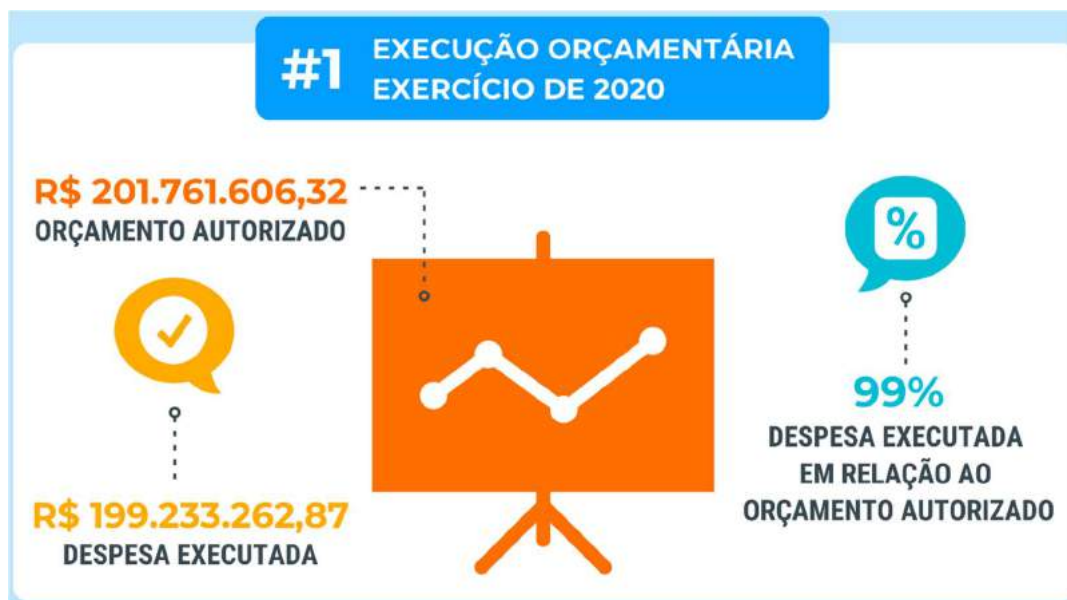 #1
EXECUÇÃO ORÇAMENTÁRIA
EXERCÍCIO DE 2020
R$ 201.761.606,32
ORÇAMENTO AUTORIZADO
R$ 199.233.262,87
DESPESA EXECUTADA
%
99%
DESPESA EXECUTADA
EM RELAÇÃO AO
ORÇAMENTO AUTORIZADO